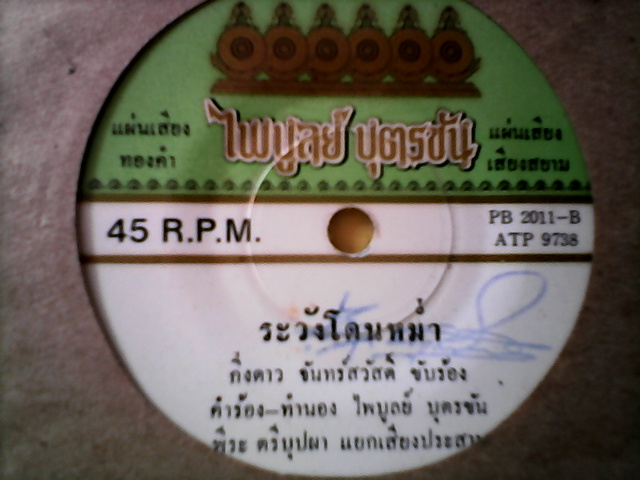 ไพบูลย์ บุตรขัน
แผ่นเสียง
ทองคำ
แผ่นเสียง
เสียงสยาม
45 R.P.M.
PB 2011-B
ATP 9738
ระวังโดนหม่ำ
กิ่งดาว จันทร์สวัสดิ์ ขับร้อง
คำร้อง-ทำนอง ไพบูลย์ บุตรขัน
พีระ ตรีบุปผา แยกเสียงประสาน